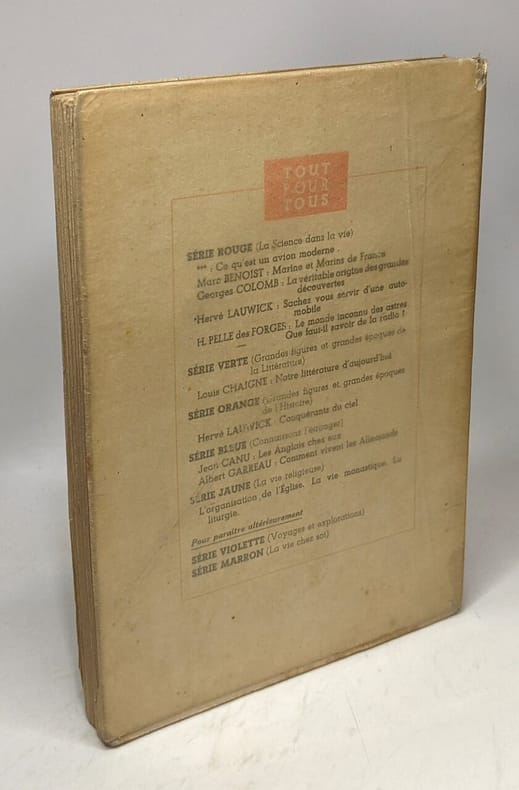 TOUT
POUR
TOUS
SÉRIE ROUGE (La Science dans la vie)
*** : Ce qu'est un avion moderne.
Marc BENOIST : Marine et Marins de France
Georges COLOMB : La véritable origine des grandes
découvertes
Hervé LAUWICK : Sachez vous servir d'une auto-
mobile
H. PELLE des FORGES : Le monde inconnu des astres
— Que faut-il savoir de la radio !
SÉRIE VERTE (Grandes figures et grandes époques de
la Littérature)
Louis CHAIGNE : Notre littérature d'aujourd'hui
SÉRIE ORANGE (Grandes figures et grandes époques
de l'Histoire)
Hervé LAUWICK : Conquérants du ciel
SÉRIE BLEUE (Connaissons l'étranger)
Jean CANU : Les Anglais chez eux
Albert GARREAU : Comment vivent les Allemands
SÉRIE JAUNE (La vie religieuse)
L'organisation de l'Église. La vie monastique. La
liturgie.
Pour paraître ultérieurement
SÉRIE VIOLETTE (Voyages et explorations)
SÉRIE MARRON (La vie chez soi)